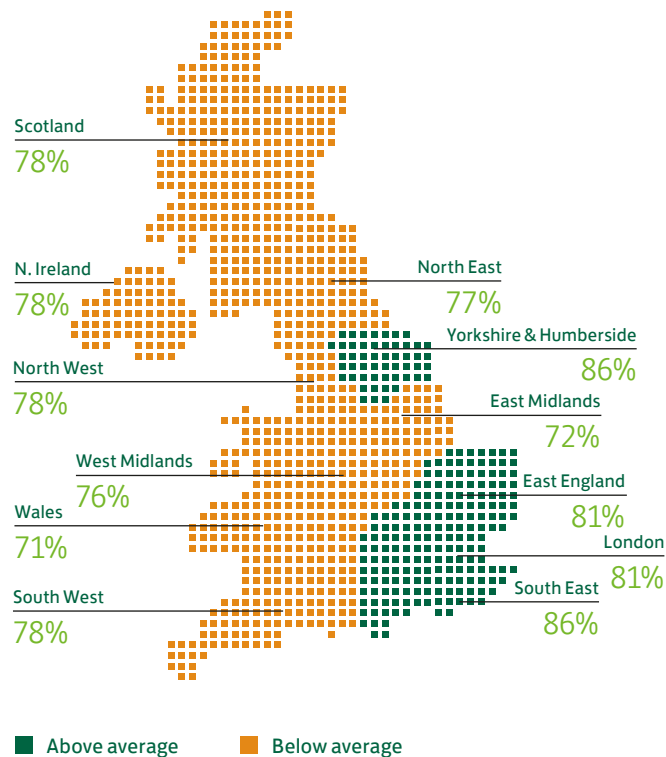 Scotland
78%
N. Ireland
78%
North East
77%
Yorkshire & Humberside
86%
North West
78%
East Midlands
72%
West Midlands
76%
East England
81%
Wales
71%
London
81%
South East
86%
South West
78%
Above average
Below average